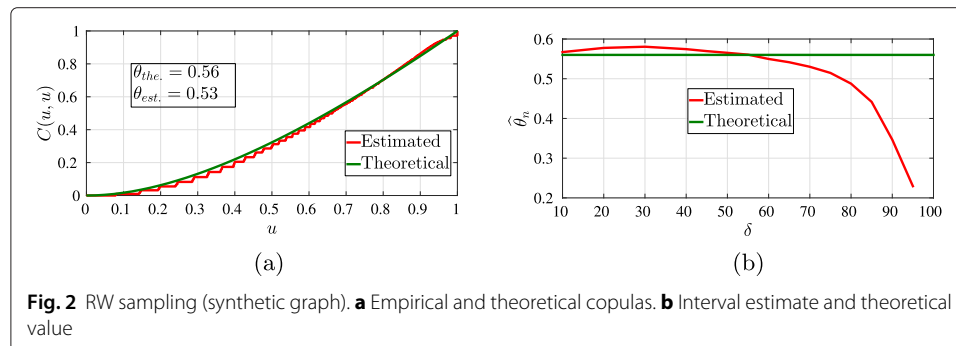 1
0.8
0.6
0.4
0.2
0
C(u, u)
θ_the. = 0.56
θ_est. = 0.53
Estimated
Theoretical
0 0.1 0.2 0.3 0.4 0.5 0.6 0.7 0.8 0.9 1
u
(a)
0.6
0.5
0.4
0.3
0.2
θ̂_n
Estimated
Theoretical
10 20 30 40 50 60 70 80 90 100
δ
(b)
Fig. 2 RW sampling (synthetic graph). a Empirical and theoretical copulas. b Interval estimate and theoretical
value